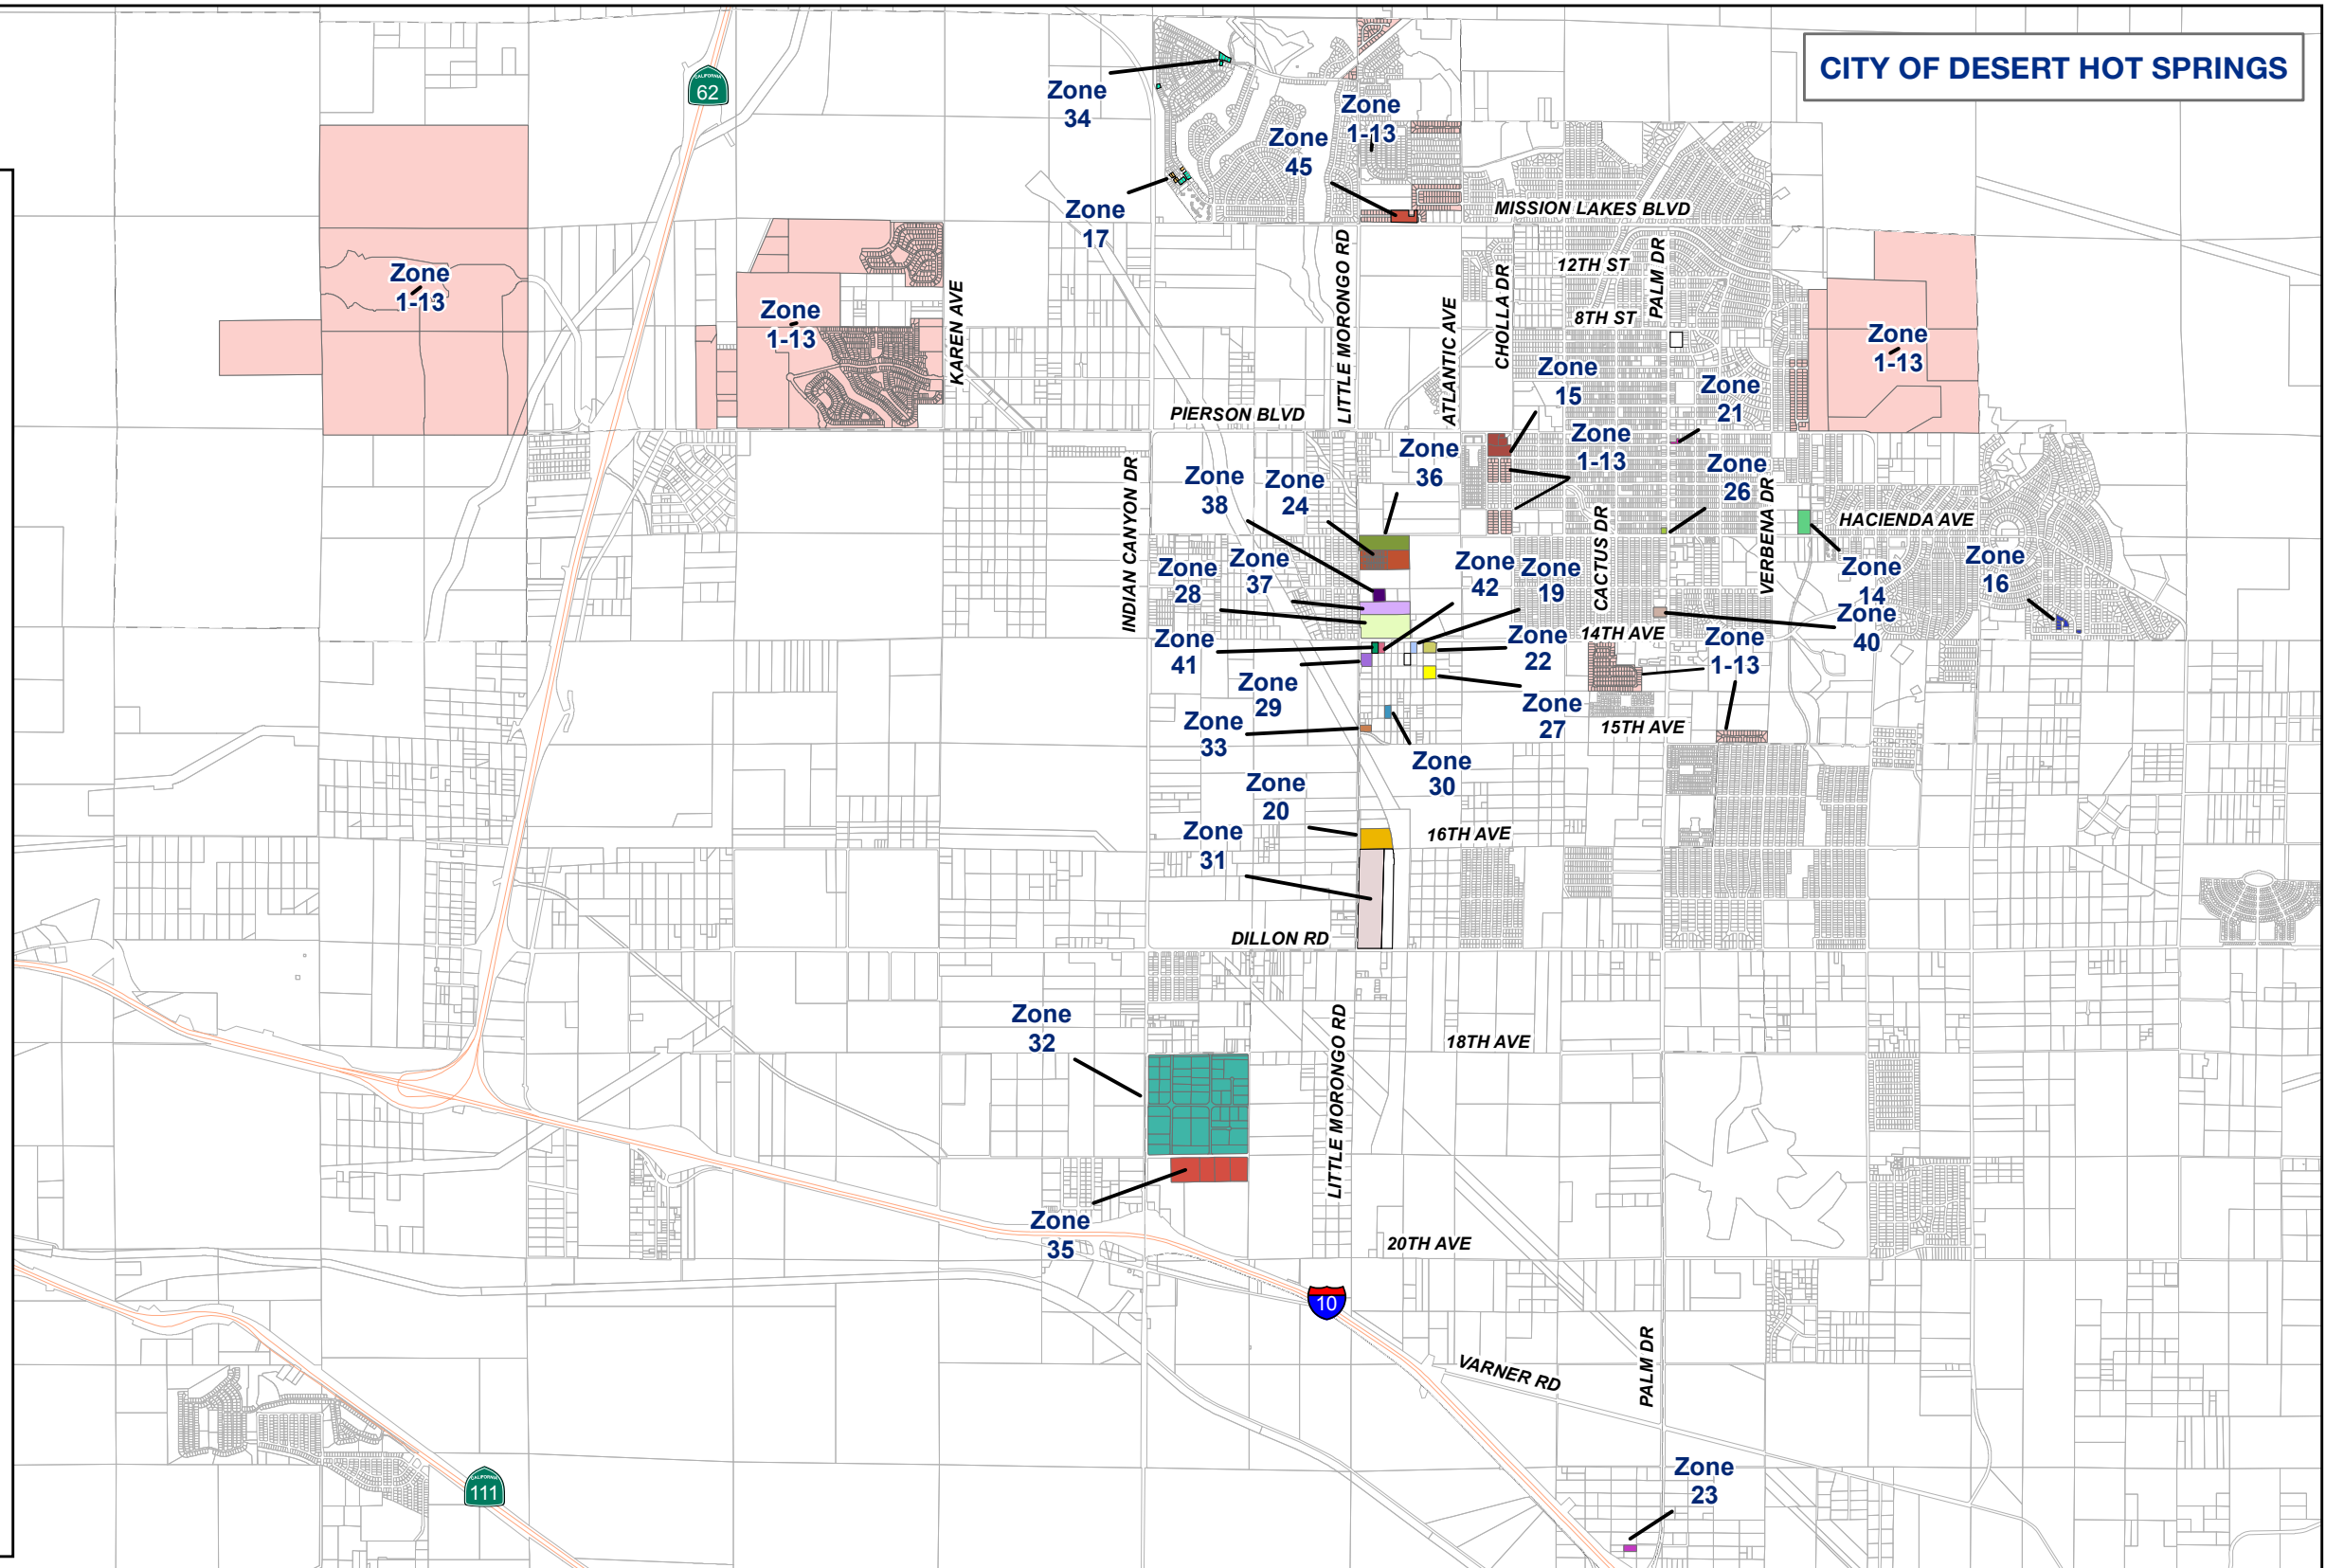 CITY OF DESERT HOT SPRINGS
CALIFORNIA
62
Zone
34
Zone
1-13
Zone
45
Zone
17
MISSION LAKES BLVD
Zone
1-13
Zone
1-13
KAREN AVE
LITTLE MORONGO RD
ATLANTIC AVE
CHOLLA DR
12TH ST
PALM DR
8TH ST
Zone
1-13
Zone
15
Zone
21
PIERSON BLVD
INDIAN CANYON DR
Zone
38
Zone
24
Zone
36
Zone
1-13
Zone
26
VERBENA DR
HACIENDA AVE
CACTUS DR
Zone
28
Zone
37
Zone
42
Zone
19
Zone
14
Zone
16
Zone
40
Zone
41
Zone
22
14TH AVE
Zone
1-13
Zone
29
Zone
27
15TH AVE
Zone
33
Zone
30
Zone
20
16TH AVE
Zone
31
DILLON RD
Zone
32
18TH AVE
LITTLE MORONGO RD
Zone
35
20TH AVE
10
VARNER RD
PALM DR
CALIFORNIA
111
Zone
23